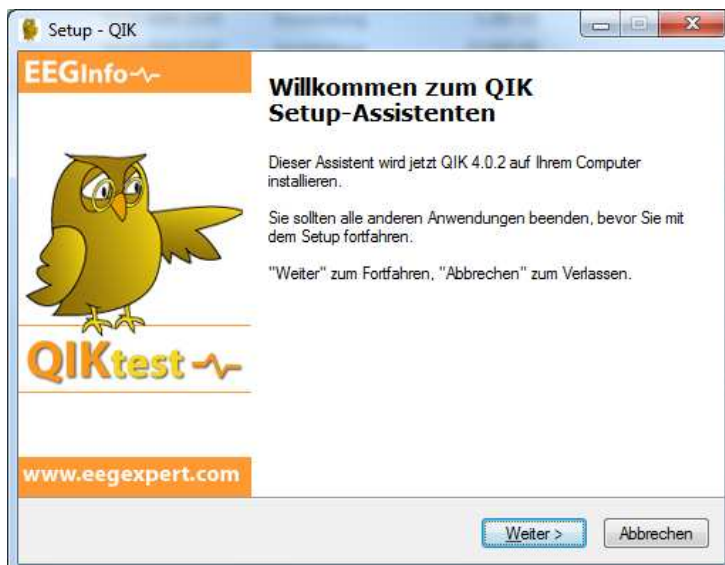 Setup - QIK
EEGInfo
Willkommen zum QIK
Setup-Assistenten
Dieser Assistent wird jetzt QIK 4.0.2 auf Ihrem Computer
installieren.
Sie sollten alle anderen Anwendungen beenden, bevor Sie mit
dem Setup fortfahren.
"Weiter" zum Fortfahren, "Abbrechen" zum Verlassen.
QIKtest
www.eegexpert.com
Weiter >
Abbrechen